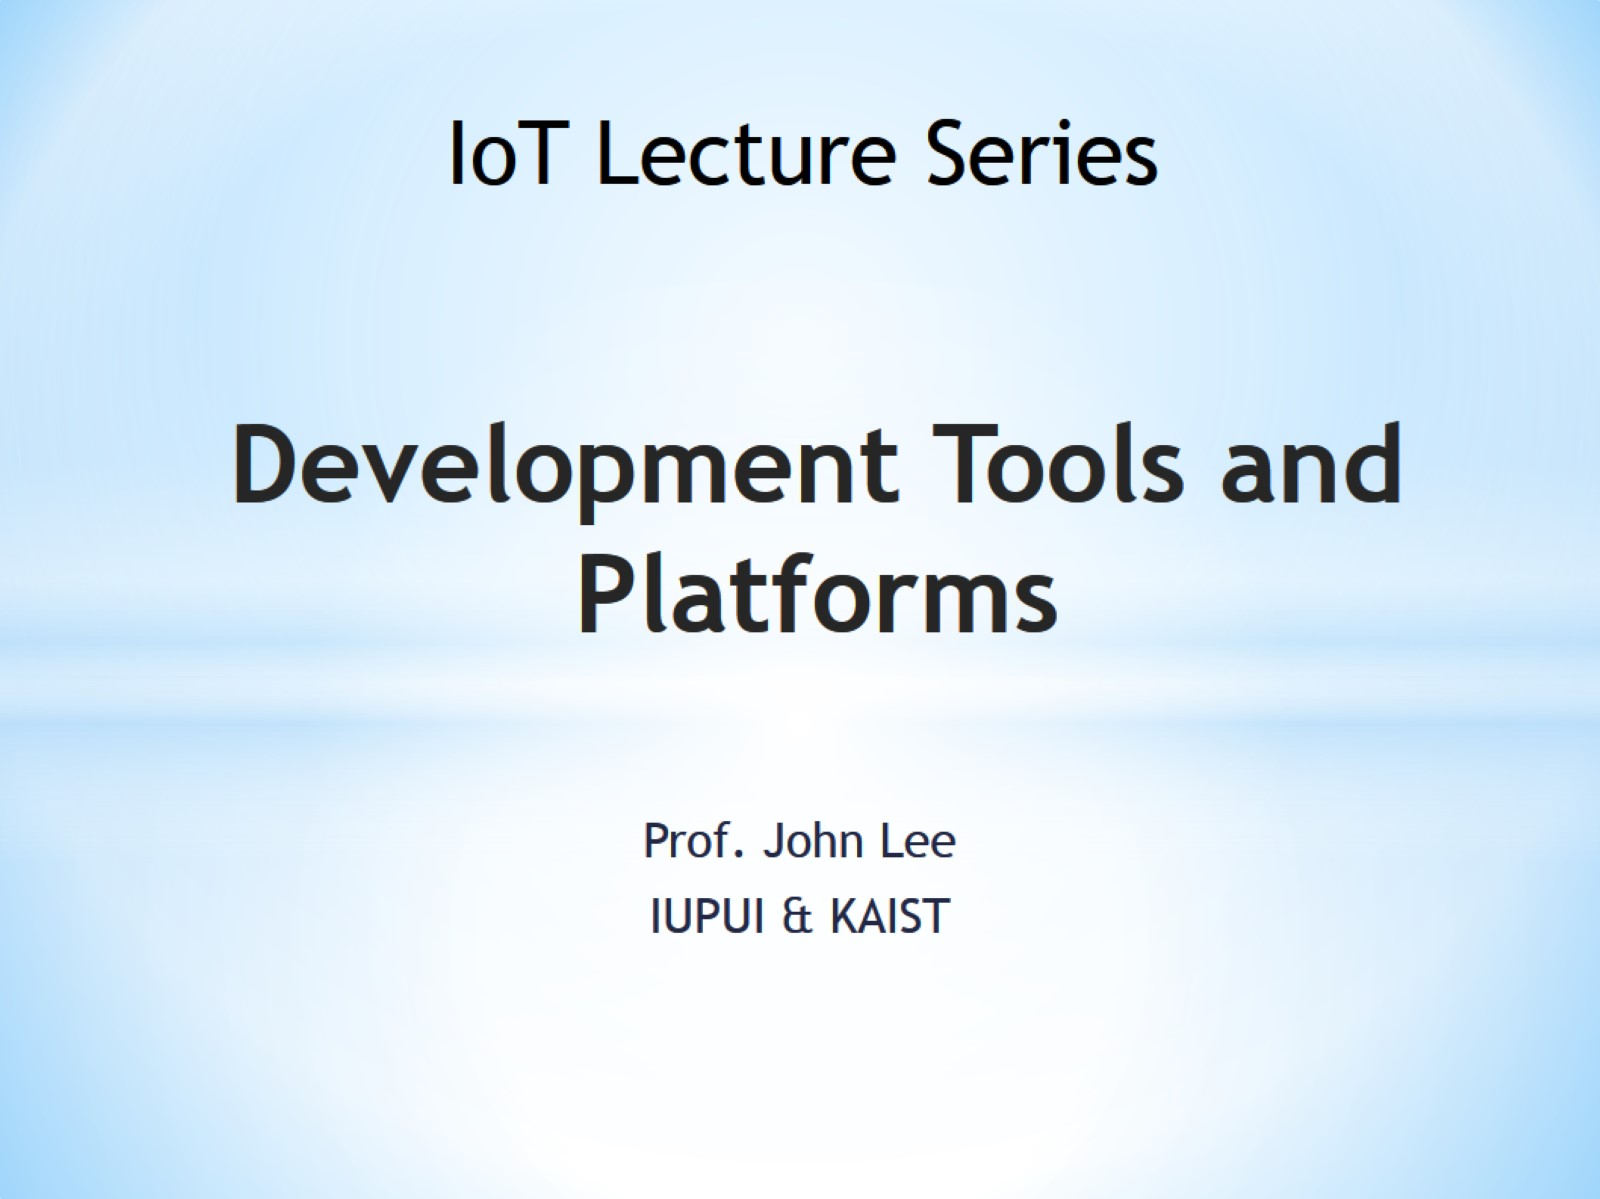 IoT Lecture Series
Development Tools and
Platforms
Prof. John Lee
IUPUI & KAIST